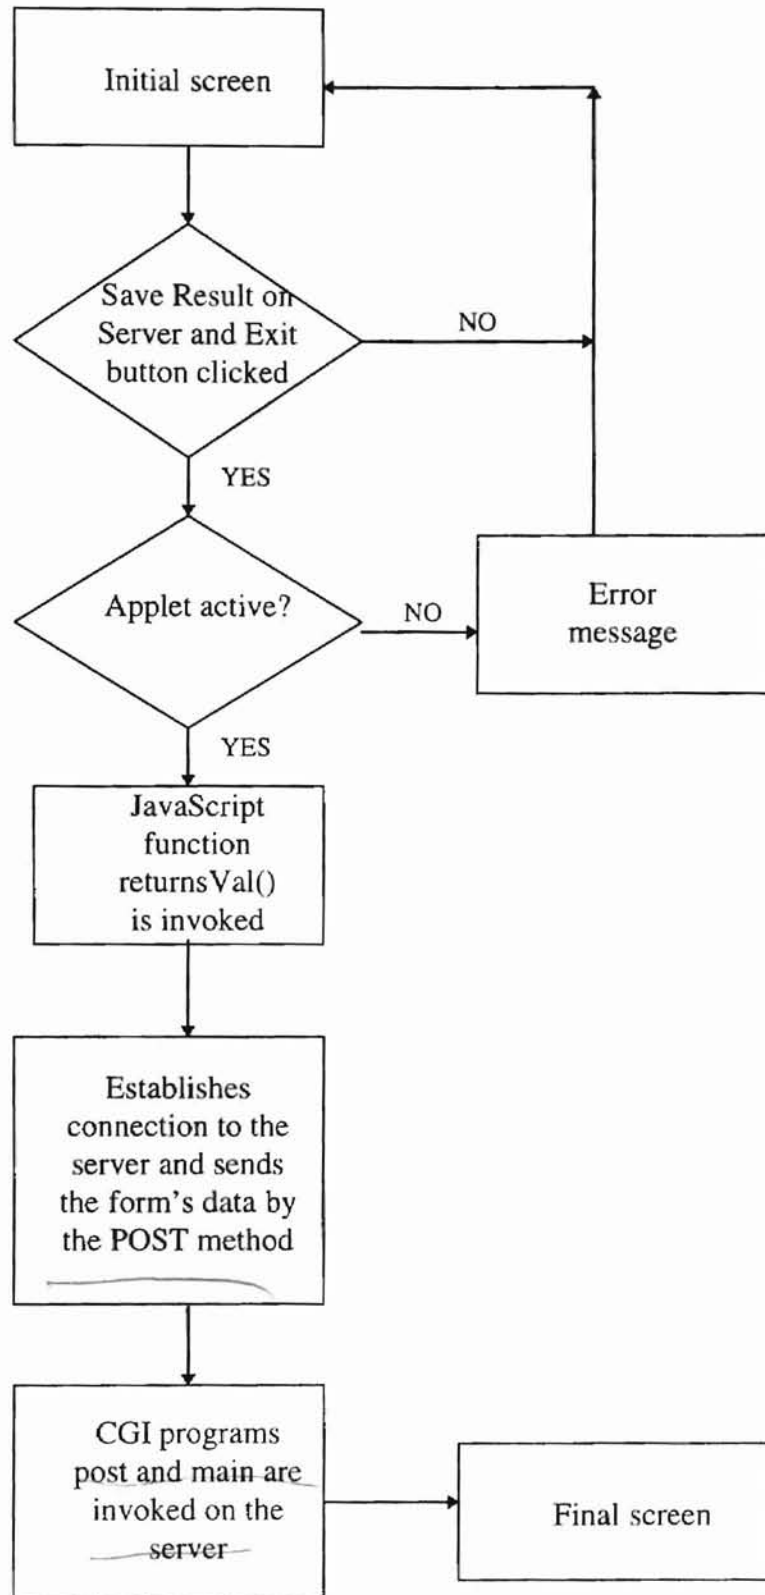 Initial screen
Save Result on
Server and Exit
button clicked
NO
YES
Applet active?
NO
Error
message
YES
JavaScript
function
returnsVal()
is invoked
Establishes
connection to the
server and sends
the form's data by
the POST method
CGI programs
post and main are
invoked on the
server
Final screen